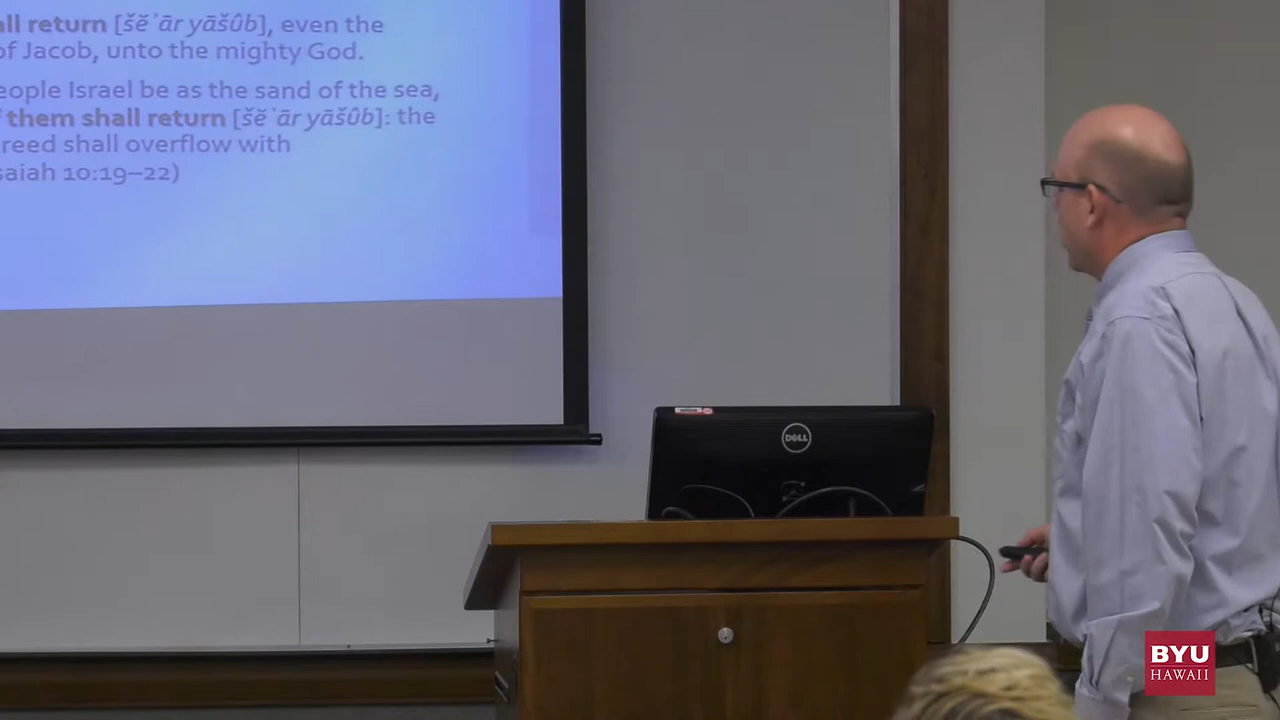 all return [šĕʾār yāšûb], even the
of Jacob, unto the mighty God.
eople Israel be as the sand of the sea,
them shall return [šĕʾār yāšûb]: the
reed shall overflow with
saiah 10:19–22)
DELL
BYU
HAWAII